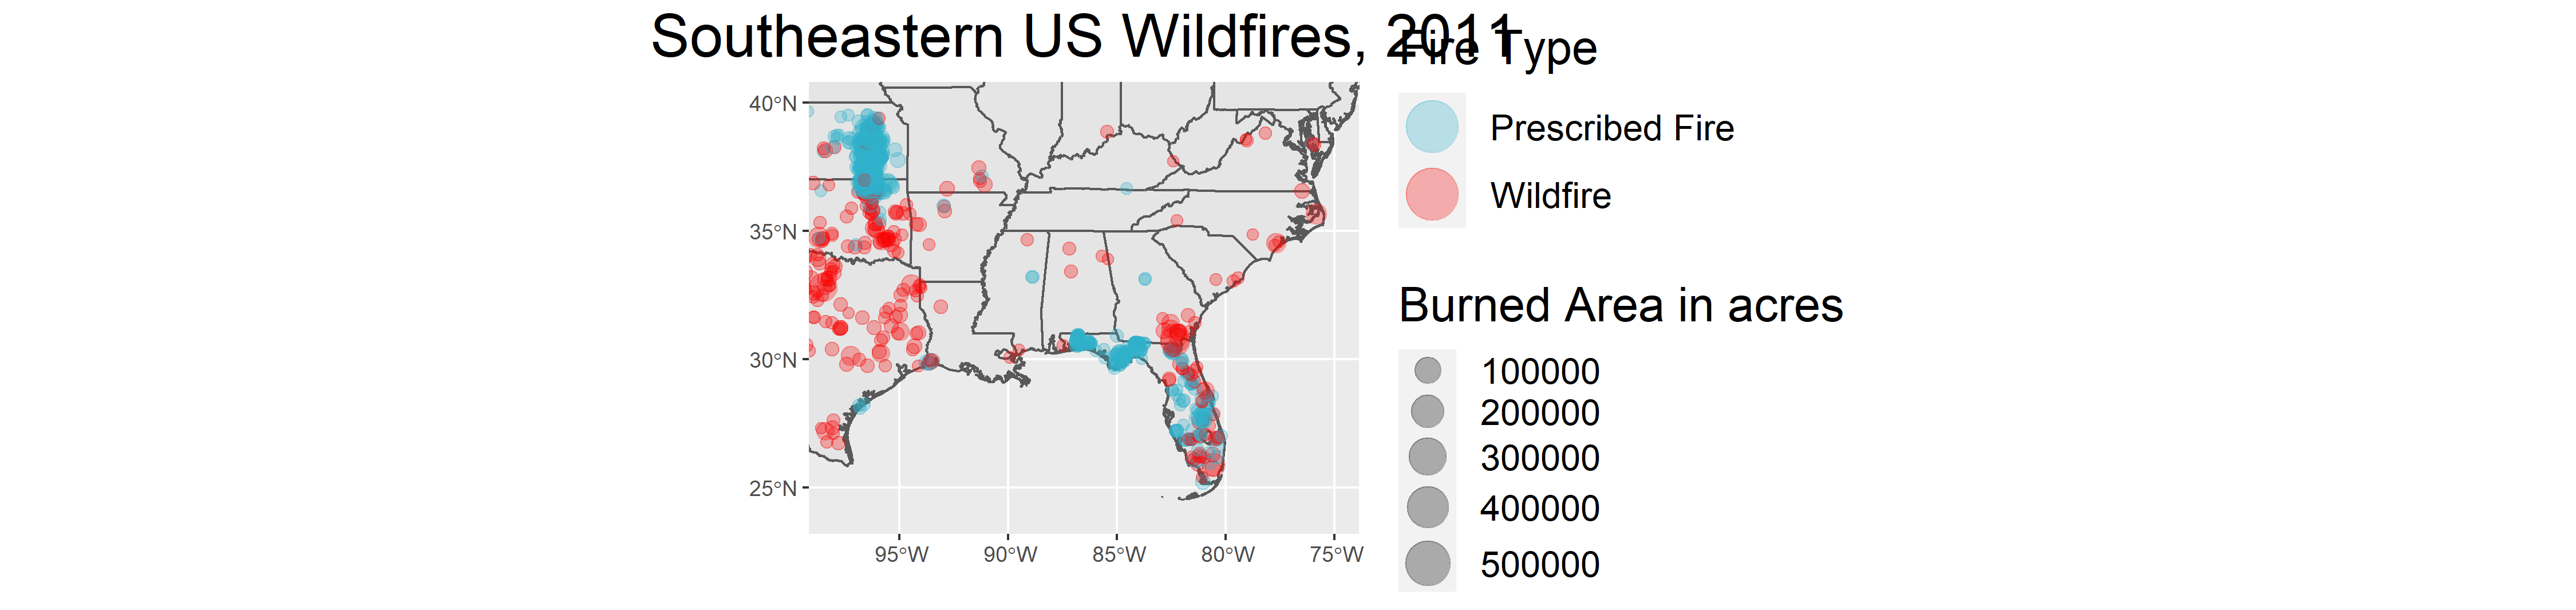 Southeastern US Wildfires, 2011
40°N
35°N
30°N
25°N
95°W 90°W 85°W 80°W 75°W
Fire Type
Prescribed Fire
Wildfire
Burned Area in acres
100000
200000
300000
400000
500000